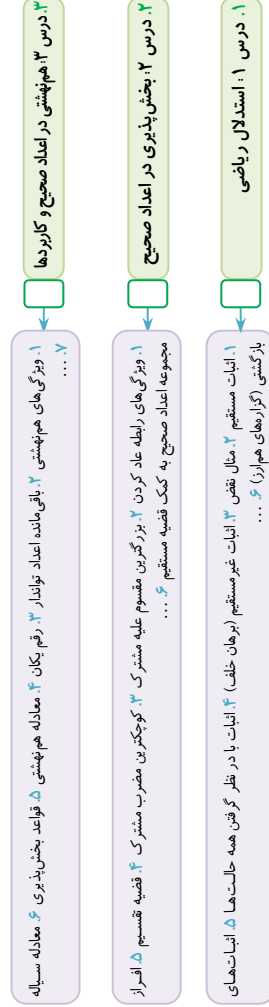 ۱. درس ۱: استدلال ریاضی
۱. اثبات مستقیم ۲. مثال نقض ۳. اثبات غیر مستقیم (برهان خلف) ۴. اثبات با در نظر گرفتن همه حالت‌ها ۵. اثبات‌های
بازگشتی (گزاره‌های هم‌ارز) ۶. ...
۲. درس ۲: بخش‌پذیری در اعداد صحیح
۱. ویژگی‌های رابطه عاد کردن ۲. بزرگترین مقسوم علیه مشترک ۳. کوچکترین مضرب مشترک ۴. قضیه تقسیم ۵. افراز
مجموعه اعداد صحیح به کمک قضیه مستقیم ۶. ...
۳. درس ۳: هم‌نهشتی در اعداد صحیح و کاربردها
۱. ویژگی‌های هم‌نهشتی ۲. باقی‌مانده اعداد تواندار ۳. رقم یکان ۴. معادله هم‌نهشتی ۵. قواعد بخش‌پذیری ۶. معادله سیاله
۷. ...